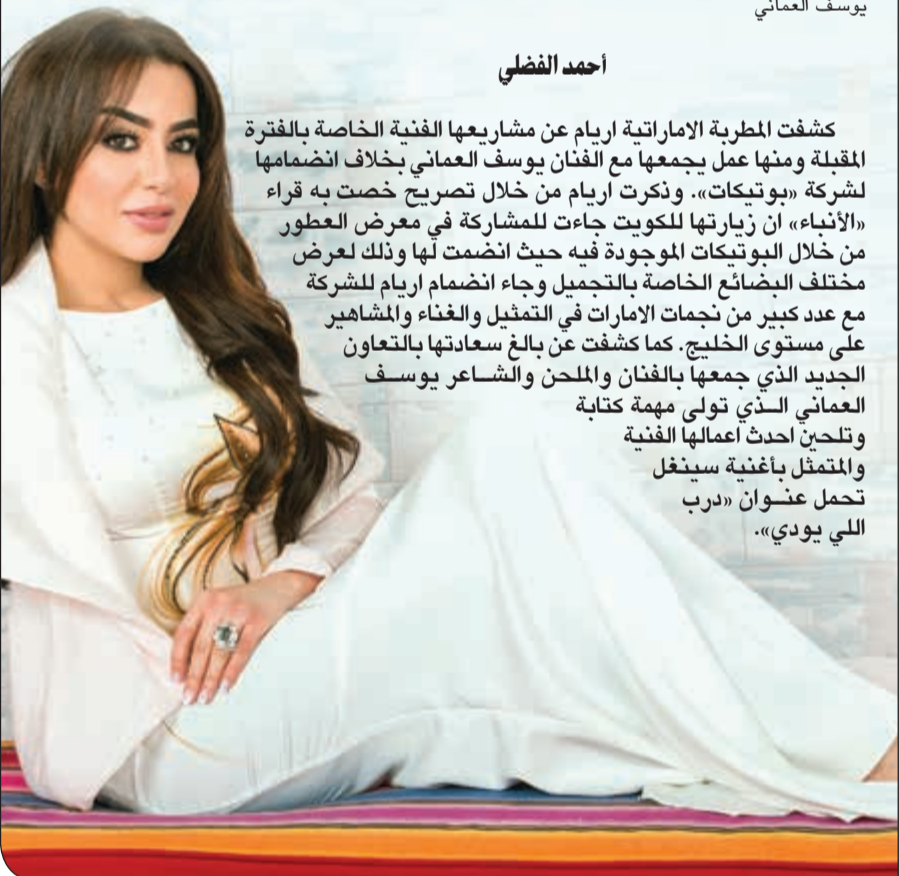 يوسف العماني
أحمد الفضلي
كشفت المطربة الاماراتية اريام عن مشاريعها الفنية الخاصة بالفترة
المقبلة ومنها عمل يجمعها مع الفنان يوسف العماني بخلاف انضمامها
لشركة «بوتيكات». وذكرت اريام من خلال تصريح خصت به قراء
«الأنباء» ان زيارتها للكويت جاءت للمشاركة في معرض العطور
من خلال البوتيكات الموجودة فيه حيث انضمت لها وذلك لعرض
مختلف البضائع الخاصة بالتجميل وجاء انضمام اريام للشركة
مع عدد كبير من نجمات الامارات في التمثيل والغناء والمشاهير
على مستوى الخليج. كما كشفت عن بالغ سعادتها بالتعاون
الجديد الذي جمعها بالفنان والملحن والشاعر يوسف
العماني الذي تولى مهمة كتابة
وتلحين احدث اعمالها الفنية
والمتمثل بأغنية سينغل
تحمل عنوان «درب
اللي يودي».